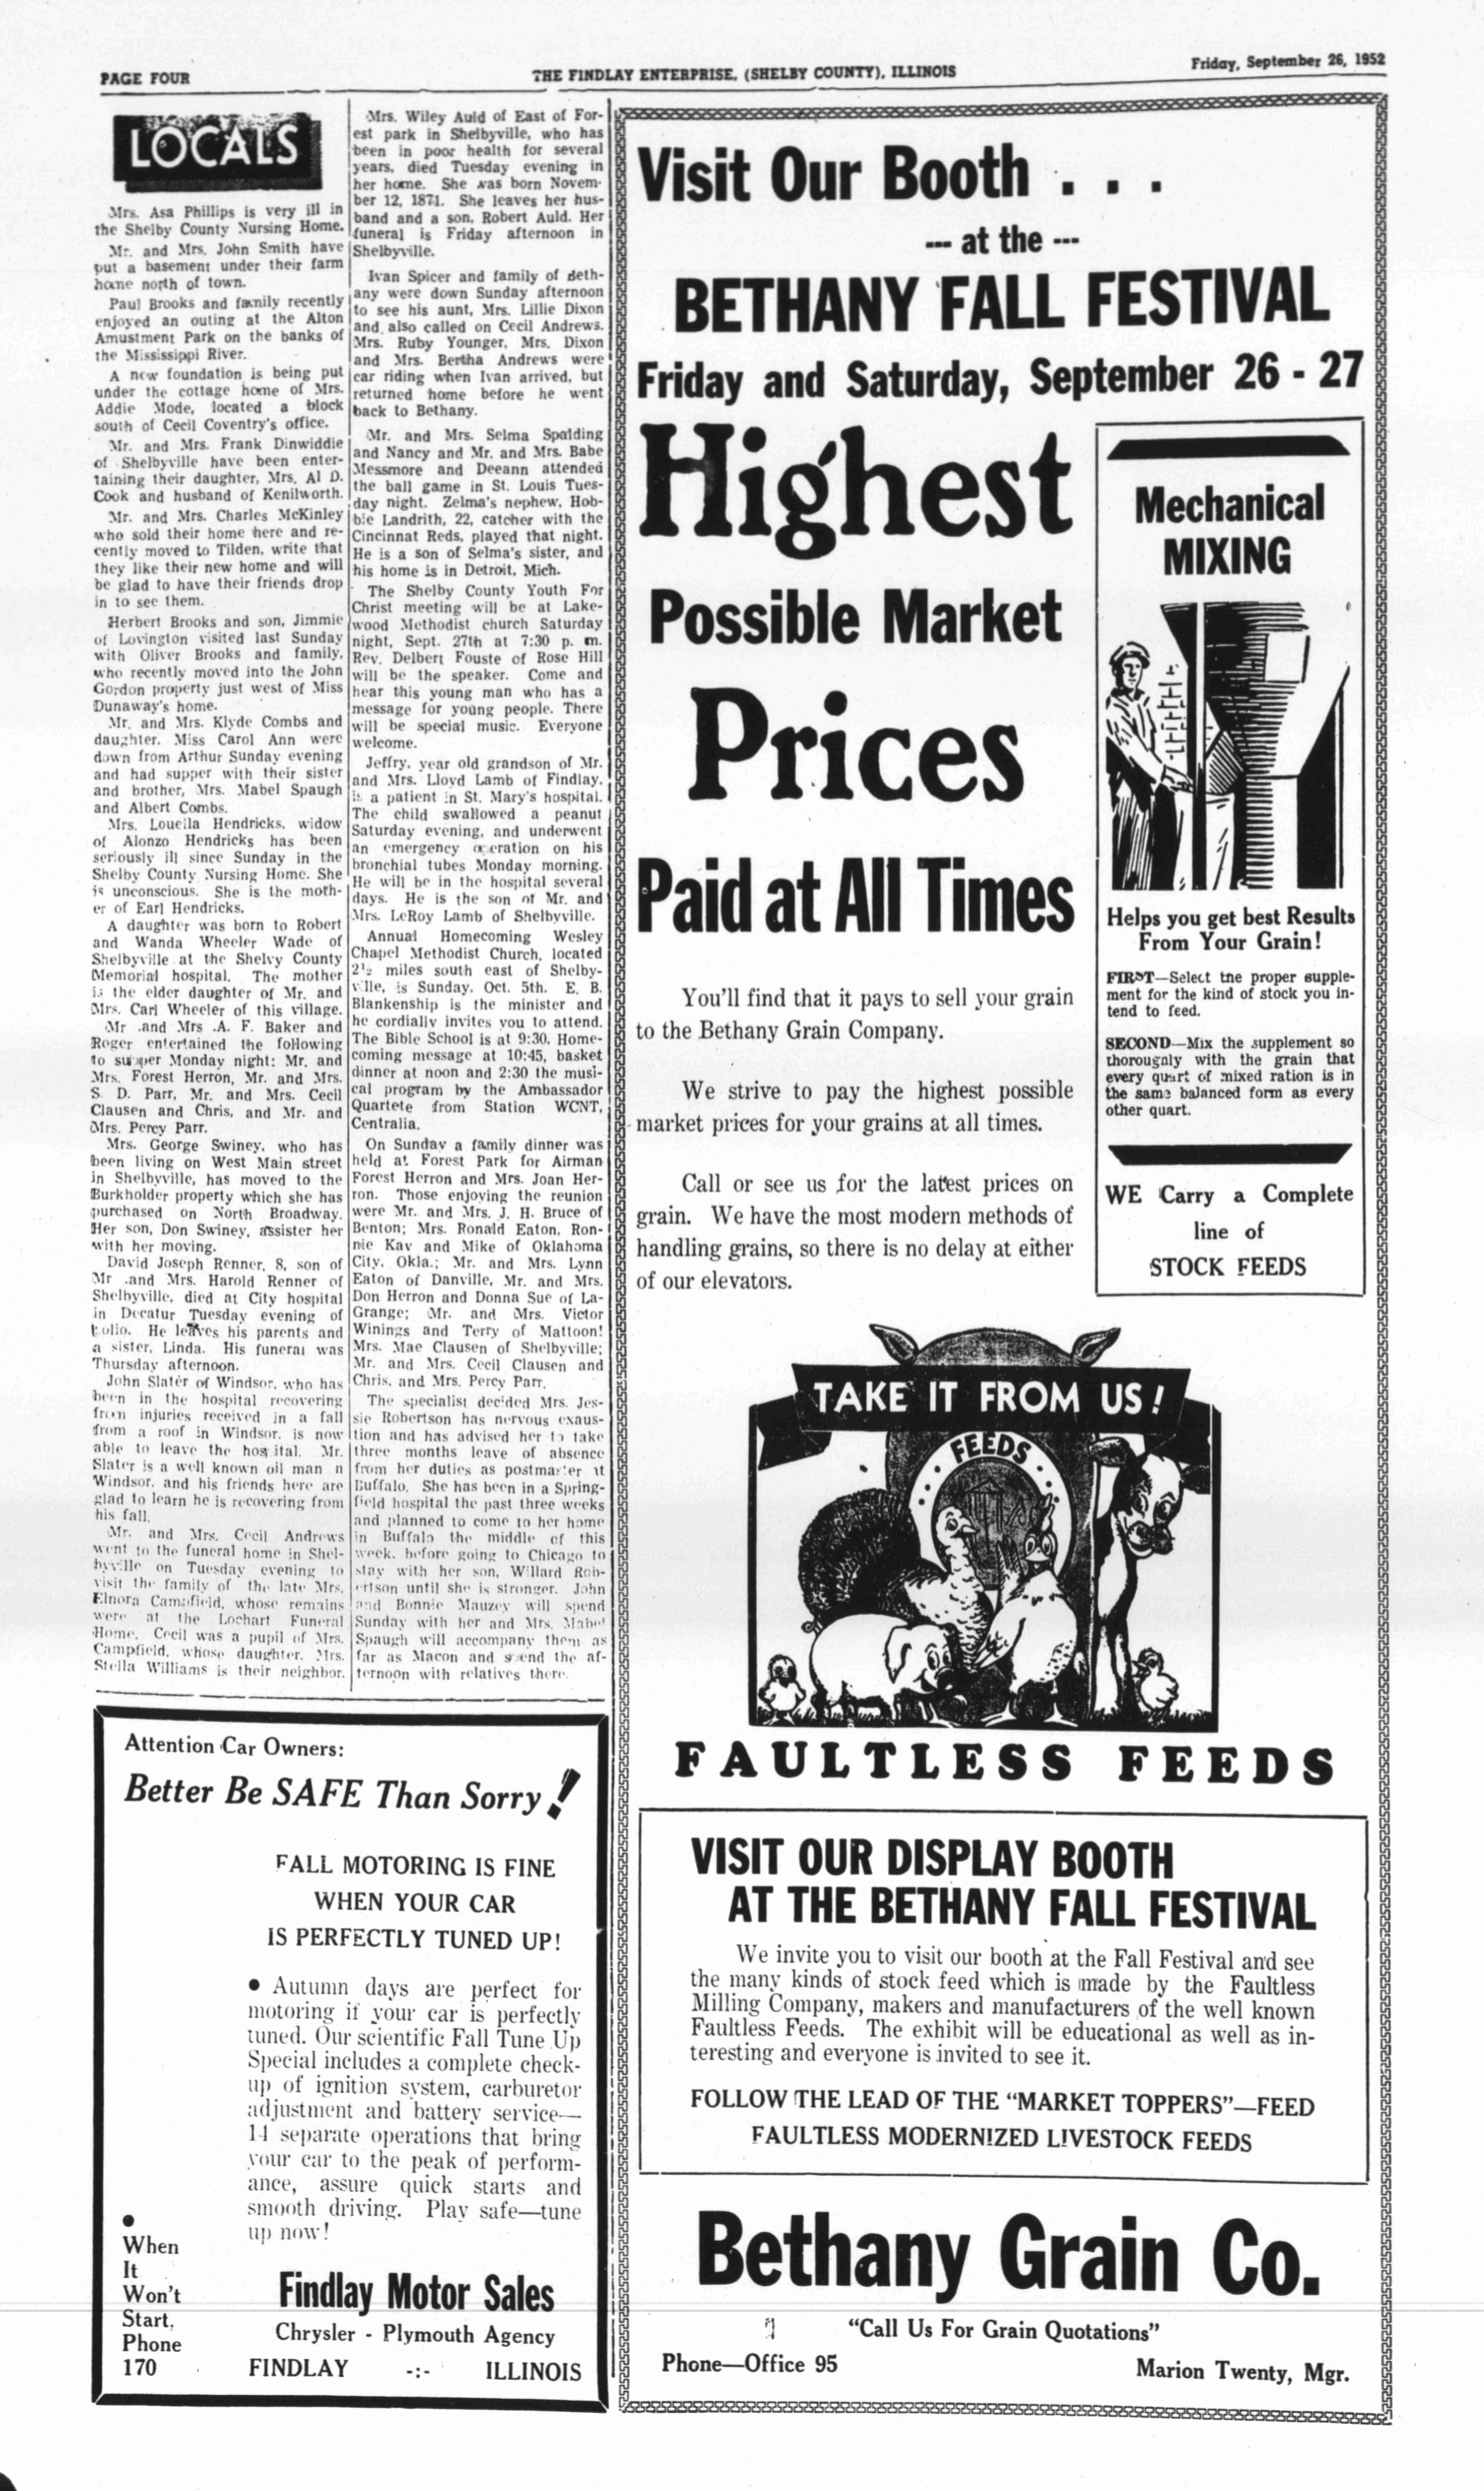 PAGE FOUR
THE FINDLAY ENTERPRISE, (SHELBY COUNTY), ILLINOIS
Friday, September 26, 1952
LOCALS
Mrs. Asa Phillips is very ill in
the Shelby County Nursing Home.
Mr. and Mrs. John Smith have
put a basement under their farm
home north of town.
Paul Brooks and family recently
enjoyed an outing at the Alton
Amustment Park on the banks of
the Mississippi River.
A new foundation is being put
under the cottage home of Mrs.
Addie Mode, located a block
south of Cecil Coventry's office.
Mr. and Mrs. Frank Dinwiddie
of Shelbyville have been enter-
taining their daughter, Mrs. Al D.
Cook and husband of Kenilworth.
Mr. and Mrs. Charles McKinley
who sold their home here and re-
cently moved to Tilden, write that
they like their new home and will
be glad to have their friends drop
in to see them.
Herbert Brooks and son, Jimmie
of Lovington visited last Sunday
with Oliver Brooks and family,
who recently moved into the John
Gordon property just west of Miss
Dunaway's home.
Mr. and Mrs. Klyde Combs and
daughter, Miss Carol Ann were
down from Arthur Sunday evening
and had supper with their sister
and brother, Mrs. Mabel Spaugh
and Albert Combs.
Mrs. Louella Hendricks, widow
of Alonzo Hendricks has been
seriously ill since Sunday in the
Shelby County Nursing Home. She
is unconscious. She is the moth-
er of Earl Hendricks.
A daughter was born to Robert
and Wanda Wheeler Wade of
Shelbyville at the Shelvy County
Memorial hospital. The mother
is the elder daughter of Mr. and
Mrs. Carl Wheeler of this village.
Mr .and Mrs .A. F. Baker and
Roger entertained the following
to supper Monday night: Mr. and
Mrs. Forest Herron, Mr. and Mrs.
S. D. Parr, Mr. and Mrs. Cecil
Clausen and Chris, and Mr. and
Mrs. Percy Parr.
Mrs. George Swiney, who has
been living on West Main street
in Shelbyville, has moved to the
Burkholder property which she has
purchased on North Broadway.
Her son, Don Swiney, assister her
with her moving.
David Joseph Renner, 8, son of
Mr .and Mrs. Harold Renner of
Shelbyville, died at City hospital
in Decatur Tuesday evening of
polio. He leaves his parents and
a sister, Linda. His funeral was
Thursday afternoon.
John Slater of Windsor, who has
been in the hospital recovering
from injuries received in a fall
from a roof in Windsor, is now
able to leave the hospital. Mr.
Slater is a well known oil man n
Windsor, and his friends here are
glad to learn he is recovering from
his fall.
Mr. and Mrs. Cecil Andrews
went to the funeral home in Shel-
byville on Tuesday evening to
visit the family of the late Mrs.
Elnora Campfield, whose remains
were at the Lochart Funeral
Home. Cecil was a pupil of Mrs.
Campfield, whose daughter, Mrs.
Stella Williams is their neighbor.
Mrs. Wiley Auld of East of For-
est park in Shelbyville, who has
been in poor health for several
years, died Tuesday evening in
her home. She was born Novem-
ber 12, 1871. She leaves her hus-
band and a son, Robert Auld. Her
funeral is Friday afternoon in
Shelbyville.
Ivan Spicer and family of Beth-
any were down Sunday afternoon
to see his aunt, Mrs. Lillie Dixon
and also called on Cecil Andrews.
Mrs. Ruby Younger, Mrs. Dixon
and Mrs. Bertha Andrews were
car riding when Ivan arrived, but
returned home before he went
back to Bethany.
Mr. and Mrs. Selma Spalding
and Nancy and Mr. and Mrs. Babe
Messmore and Deeann attended
the ball game in St. Louis Tues-
day night. Zelma's nephew, Hob-
bie Landrith, 22, catcher with the
Cincinnat Reds, played that night.
He is a son of Selma's sister, and
his home is in Detroit, Mich.
The Shelby County Youth For
Christ meeting will be at Lake-
wood Methodist church Saturday
night, Sept. 27th at 7:30 p. m.
Rev. Delbert Fouste of Rose Hill
will be the speaker. Come and
hear this young man who has a
message for young people. There
will be special music. Everyone
welcome.
Jeffry, year old grandson of Mr.
and Mrs. Lloyd Lamb of Findlay,
is a patient in St. Mary's hospital.
The child swallowed a peanut
Saturday evening, and underwent
an emergency operation on his
bronchial tubes Monday morning.
He will be in the hospital several
days. He is the son of Mr. and
Mrs. LeRoy Lamb of Shelbyville.
Annual Homecoming Wesley
Chapel Methodist Church, located
2½ miles south east of Shelby-
ville, is Sunday, Oct. 5th. E. B.
Blankenship is the minister and
he cordially invites you to attend.
The Bible School is at 9:30, Home-
coming message at 10:45, basket
dinner at noon and 2:30 the musi-
cal program by the Ambassador
Quartete from Station WCNT,
Centralia.
On Sunday a family dinner was
held at Forest Park for Airman
Forest Herron and Mrs. Joan Her-
ron. Those enjoying the reunion
were Mr. and Mrs. J. H. Bruce of
Benton; Mrs. Ronald Eaton, Ron-
nie Kay and Mike of Oklahoma
City, Okla.; Mr. and Mrs. Lynn
Eaton of Danville, Mr. and Mrs.
Don Herron and Donna Sue of La-
Grange; Mr. and Mrs. Victor
Winings and Terry of Mattoon!
Mrs. Mae Clausen of Shelbyville;
Mr. and Mrs. Cecil Clausen and
Chris, and Mrs. Percy Parr.
The specialist decided Mrs. Jes-
sie Robertson has nervous exaus-
tion and has advised her to take
three months leave of absence
from her duties as postmaster at
Buffalo. She has been in a Spring-
field hospital the past three weeks
and planned to come to her home
in Buffalo the middle of this
week, before going to Chicago to
stay with her son, Willard Rob-
ertson until she is stronger. John
and Bonnie Mauzey will spend
Sunday with her and Mrs. Mabel
Spaugh will accompany them as
far as Macon and spend the af-
ternoon with relatives there.
Attention Car Owners:
Better Be SAFE Than Sorry!
FALL MOTORING IS FINE
WHEN YOUR CAR
IS PERFECTLY TUNED UP!
• Autumn days are perfect for
motoring if your car is perfectly
tuned. Our scientific Fall Tune Up
Special includes a complete check-
up of ignition system, carburetor
adjustment and battery service—
14 separate operations that bring
your car to the peak of perform-
ance, assure quick starts and
smooth driving. Play safe—tune
up now!
•
When
It
Won't
Start,
Phone
170
Findlay Motor Sales
Chrysler - Plymouth Agency
FINDLAY -:- ILLINOIS
Visit Our Booth . . .
--- at the ---
BETHANY FALL FESTIVAL
Friday and Saturday, September 26 - 27
Highest
Possible Market
Prices
Paid at All Times
You'll find that it pays to sell your grain
to the Bethany Grain Company.
We strive to pay the highest possible
market prices for your grains at all times.
Call or see us for the latest prices on
grain. We have the most modern methods of
handling grains, so there is no delay at either
of our elevators.
Mechanical
MIXING
Helps you get best Results
From Your Grain!
FIRST—Select the proper supple-
ment for the kind of stock you in-
tend to feed.
SECOND—Mix the supplement so
thorougnly with the grain that
every quart of mixed ration is in
the same balanced form as every
other quart.
WE Carry a Complete
line of
STOCK FEEDS
TAKE IT FROM US!
FEEDS
FAULTLESS FEEDS
VISIT OUR DISPLAY BOOTH
AT THE BETHANY FALL FESTIVAL
We invite you to visit our booth at the Fall Festival and see
the many kinds of stock feed which is made by the Faultless
Milling Company, makers and manufacturers of the well known
Faultless Feeds. The exhibit will be educational as well as in-
teresting and everyone is invited to see it.
FOLLOW THE LEAD OF THE "MARKET TOPPERS"—FEED
FAULTLESS MODERNIZED LIVESTOCK FEEDS
Bethany Grain Co.
"Call Us For Grain Quotations"
Phone—Office 95
Marion Twenty, Mgr.